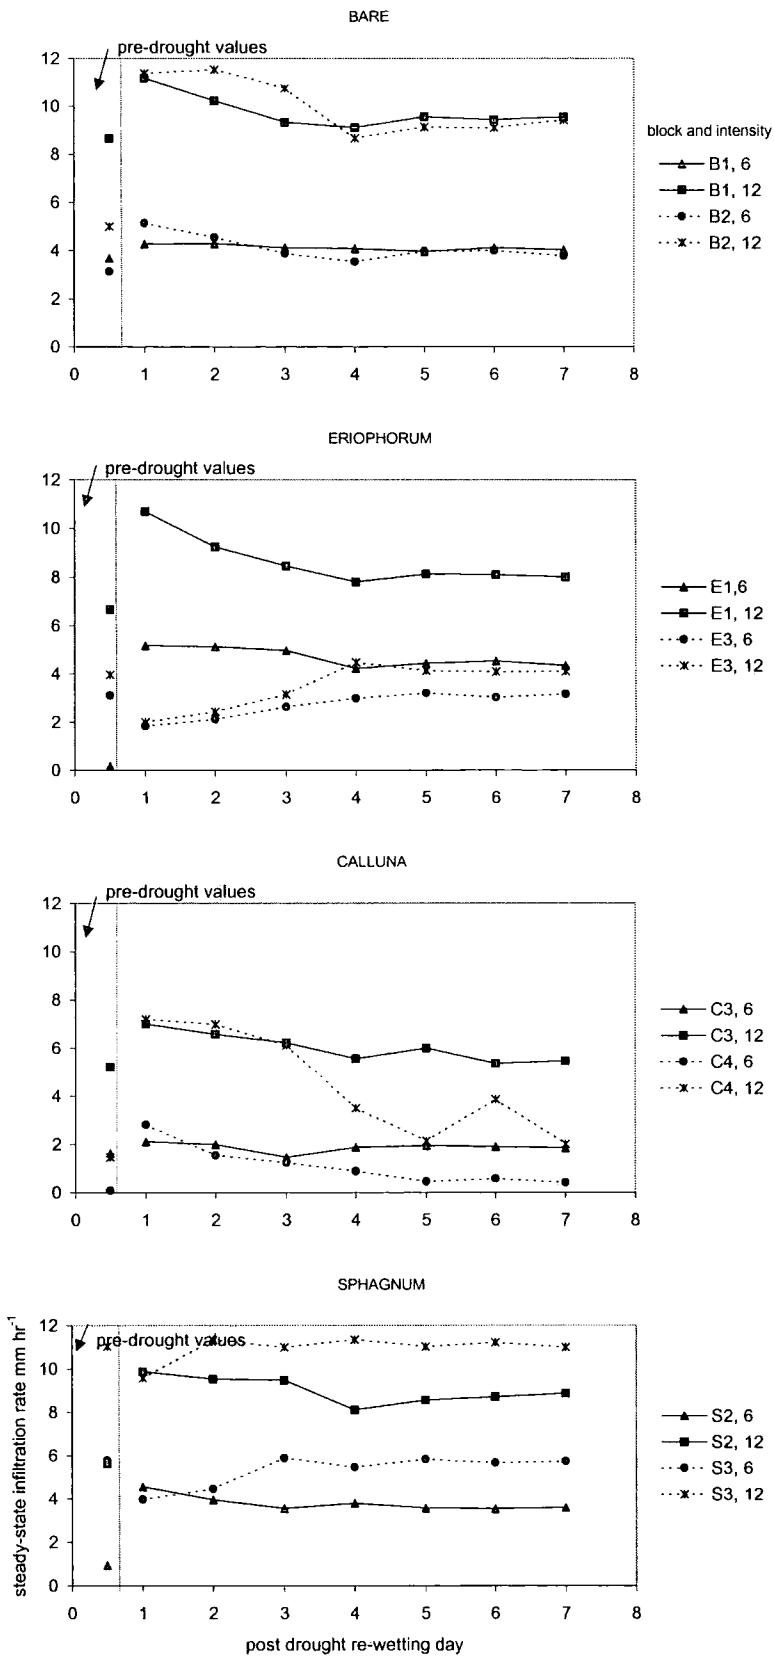 BARE
pre-drought values
12
10
8
6
4
2
0
0 1 2 3 4 5 6 7 8
block and intensity
B1, 6
B1, 12
B2, 6
B2, 12
ERIOPHORUM
pre-drought values
12
10
8
6
4
2
0
0 1 2 3 4 5 6 7 8
E1,6
E1, 12
E3, 6
E3, 12
CALLUNA
pre-drought values
12
10
8
6
4
2
0
0 1 2 3 4 5 6 7 8
C3, 6
C3, 12
C4, 6
C4, 12
SPHAGNUM
pre-drought values
steady-state infiltration rate mm hr⁻¹
12
10
8
6
4
2
0
0 1 2 3 4 5 6 7 8
post drought re-wetting day
S2, 6
S2, 12
S3, 6
S3, 12